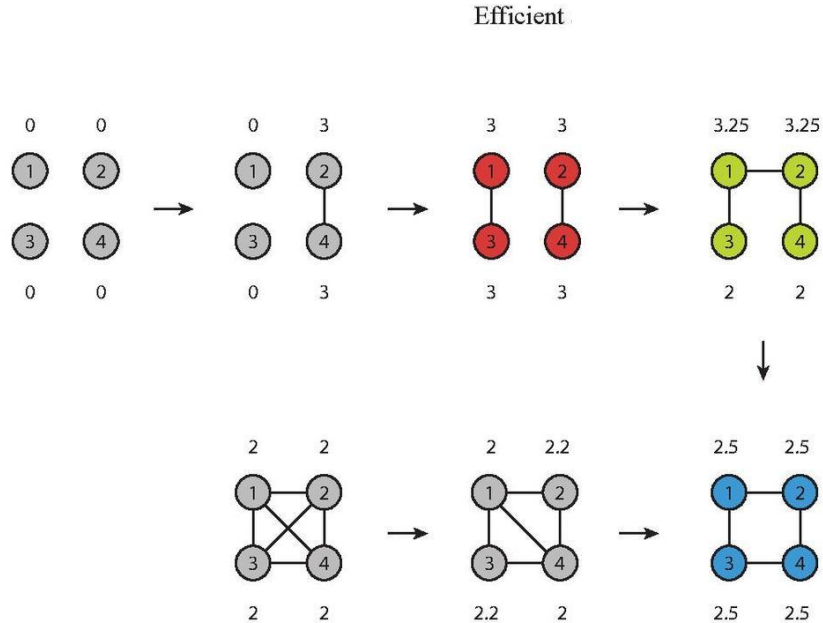 Efficient
0 0 0 3 3 3 3.25 3.25
1 2 1 2 1 2 1 2
3 4 3 4 3 4 3 4
0 0 0 3 3 3 2 2
2 2 2 2.2 2.5 2.5
1 2 1 2 1 2
3 4 3 4 3 4
2 2 2.2 2 2.5 2.5